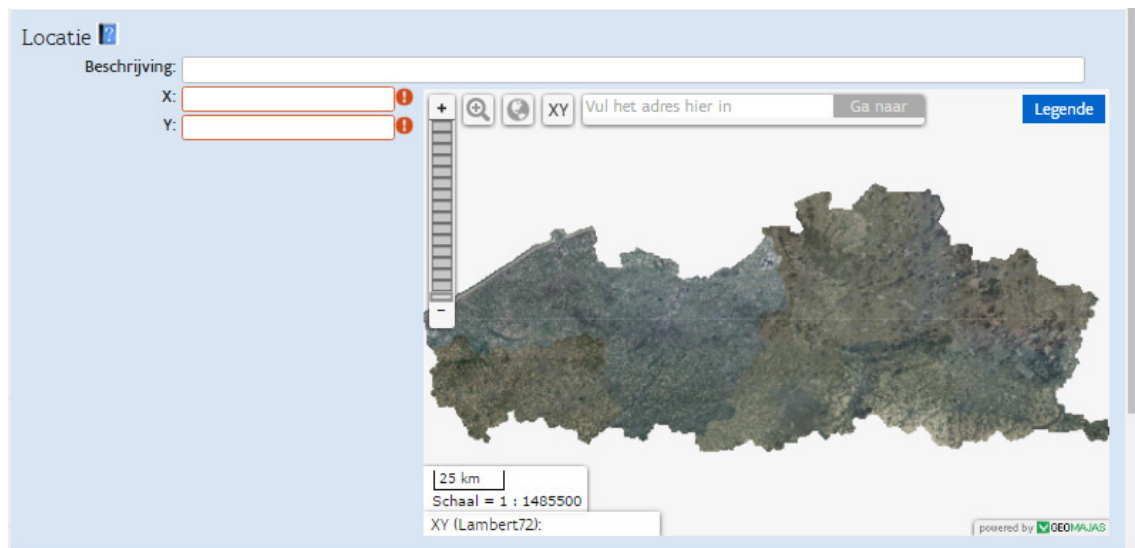 Locatie
Beschrijving:
X:
Y:
+
XY
Vul het adres hier in
Ga naar
Legende
-
25 km
Schaal = 1 : 1485500
XY (Lambert72):
powered by GEOMAJAS